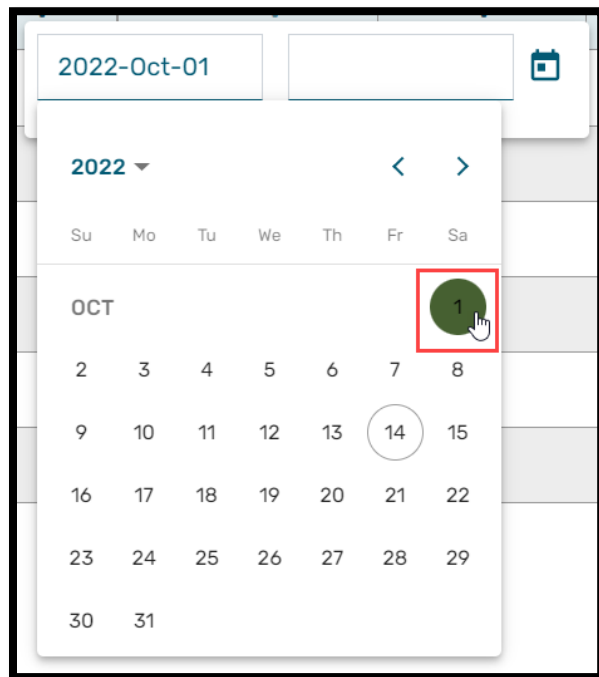 2022-Oct-01
2022
Su Mo Tu We Th Fr Sa
OCT 1
2 3 4 5 6 7 8
9 10 11 12 13 14 15
16 17 18 19 20 21 22
23 24 25 26 27 28 29
30 31